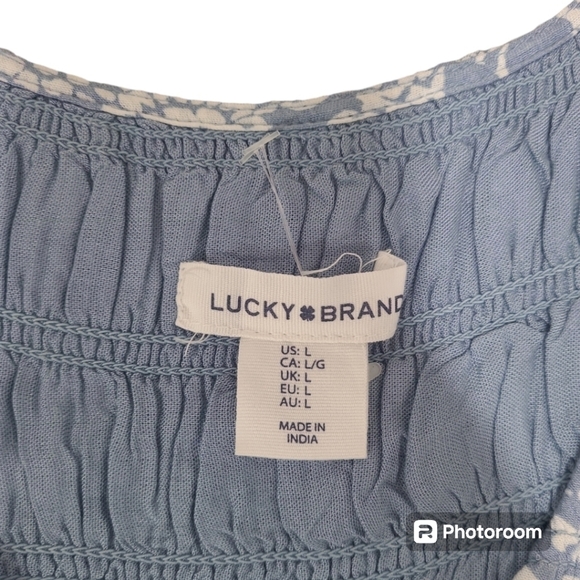 LUCKY BRAND
US: L
CA: L/G
UK: L
EU: L
AU: L
MADE IN
INDIA
Photoroom